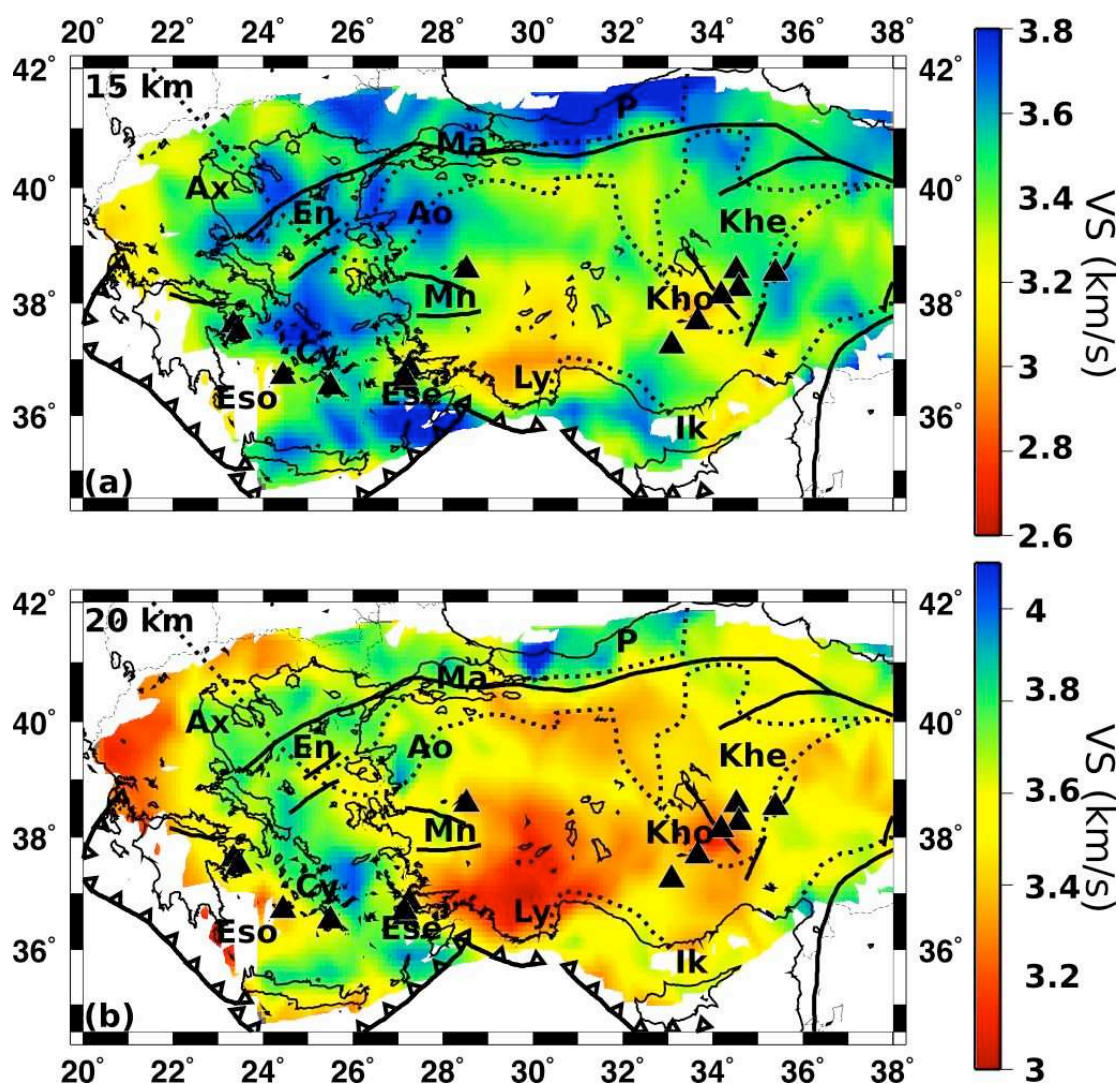 20° 22° 24° 26° 28° 30° 32° 34° 36° 38°
42° 42°
15 km
P
Ma
Ax
40° 40°
En Ao Khe
38° Mn Kho 38°
Cy
Ly
Eso Ese
36° Ik 36°
(a)
3.8
3.6
3.4
3.2
3
2.8
2.6
VS (km/s)
42° 42°
20 km
P
Ma
Ax
40° 40°
En Ao Khe
Mn Kho
38° 38°
Cy
Ly
Eso Ese
36° Ik 36°
(b)
20° 22° 24° 26° 28° 30° 32° 34° 36° 38°
4
3.8
3.6
3.4
3.2
3
VS (km/s)